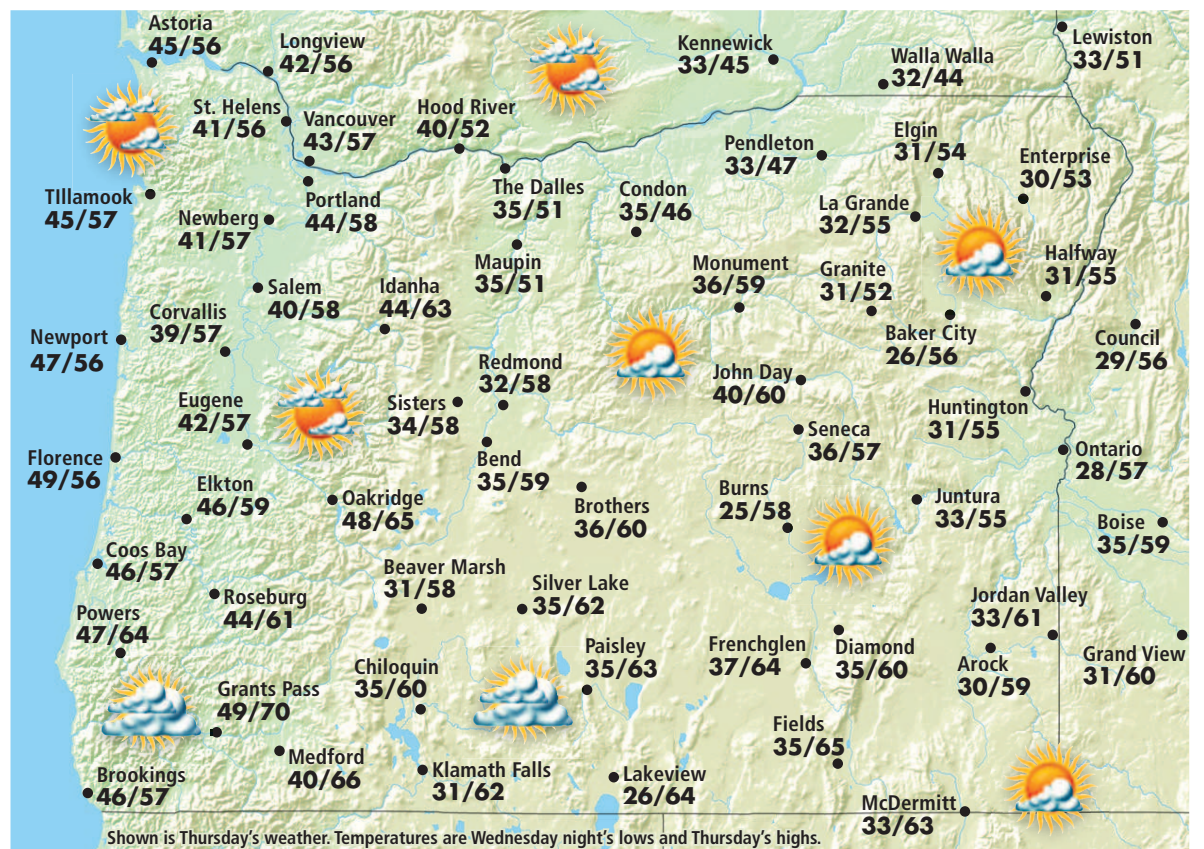 Astoria
45/56
Longview
42/56
Kennewick
33/45
Walla Walla
32/44
Lewiston
33/51
St. Helens
41/56
Vancouver
43/57
Hood River
40/52
Pendleton
33/47
Elgin
31/54
Enterprise
30/53
TIllamook
45/57
Newberg
41/57
Portland
44/58
The Dalles
35/51
Condon
35/46
La Grande
32/55
Maupin
35/51
Monument
36/59
Granite
31/52
Halfway
31/55
Salem
40/58
Idanha
44/63
Corvallis
39/57
Newport
47/56
Baker City
26/56
Council
29/56
Redmond
32/58
John Day
40/60
Eugene
42/57
Sisters
34/58
Huntington
31/55
Seneca
36/57
Florence
49/56
Bend
35/59
Ontario
28/57
Elkton
46/59
Oakridge
48/65
Brothers
36/60
Burns
25/58
Juntura
33/55
Boise
35/59
Coos Bay
46/57
Beaver Marsh
31/58
Silver Lake
35/62
Roseburg
44/61
Jordan Valley
33/61
Powers
47/64
Paisley
35/63
Frenchglen
37/64
Diamond
35/60
Arock
30/59
Grand View
31/60
Chiloquin
35/60
Grants Pass
49/70
Fields
35/65
Medford
40/66
Klamath Falls
31/62
Lakeview
26/64
Brookings
46/57
McDermitt
33/63
Shown is Thursday's weather. Temperatures are Wednesday night's lows and Thursday's highs.